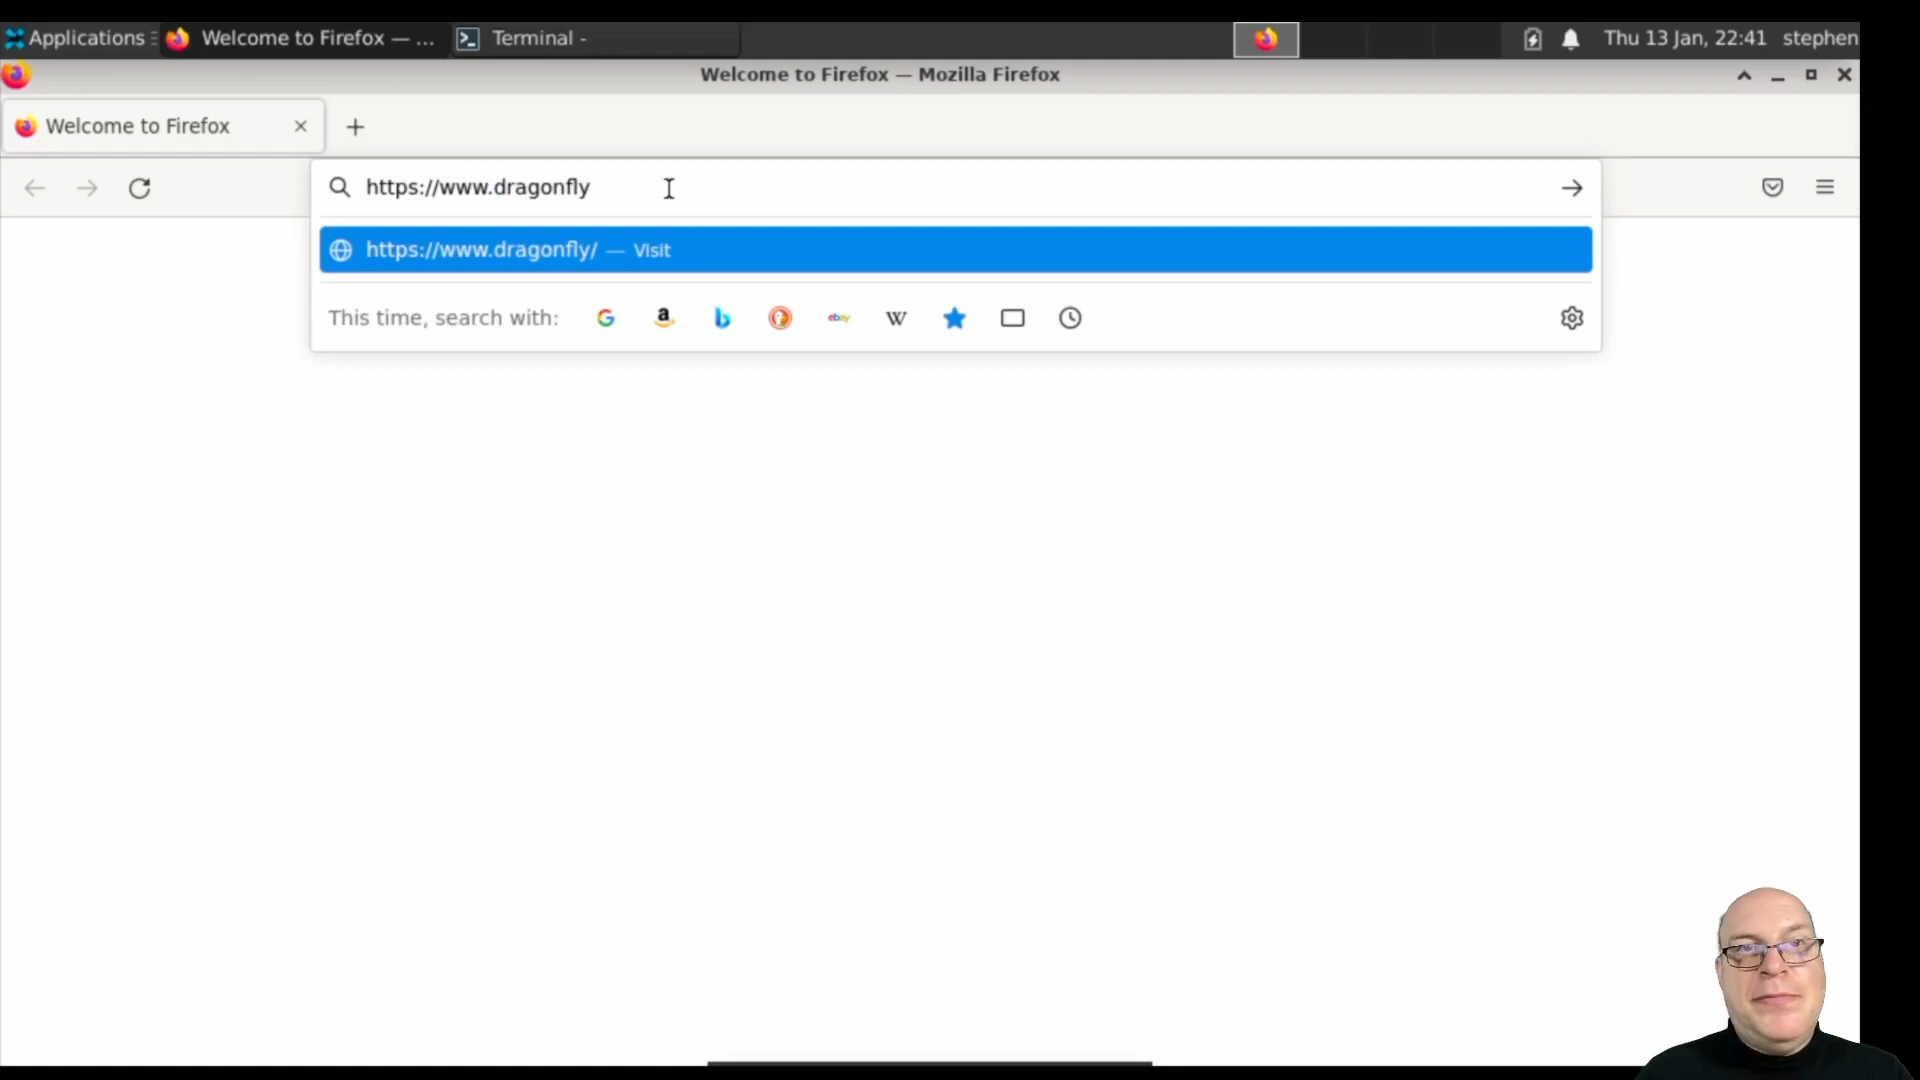 Applications
Welcome to Firefox — ...
Terminal -
Thu 13 Jan, 22:41
stephen
Welcome to Firefox — Mozilla Firefox
Welcome to Firefox
https://www.dragonfly
https://www.dragonfly/ — Visit
This time, search with:
G
a
b
ebay
W